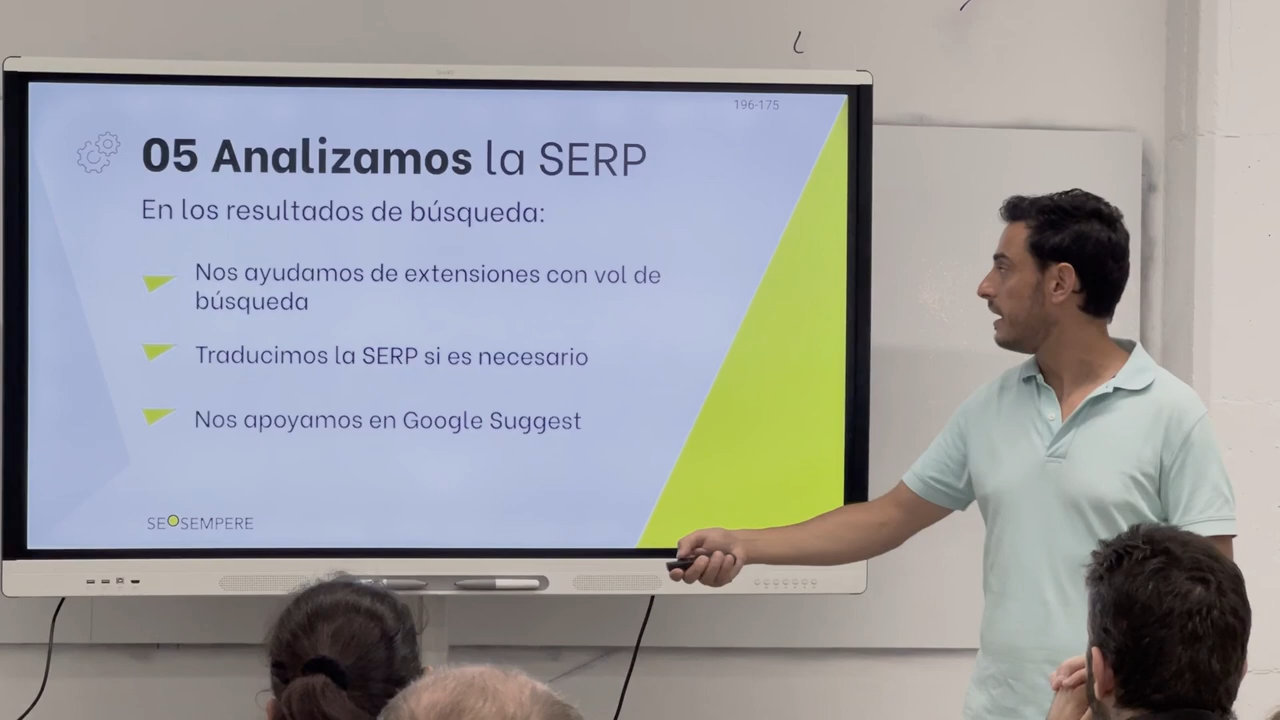 196-175
05 Analizamos la SERP
En los resultados de búsqueda:
Nos ayudamos de extensiones con vol de
búsqueda
Traducimos la SERP si es necesario
Nos apoyamos en Google Suggest
SEOSEMPERE